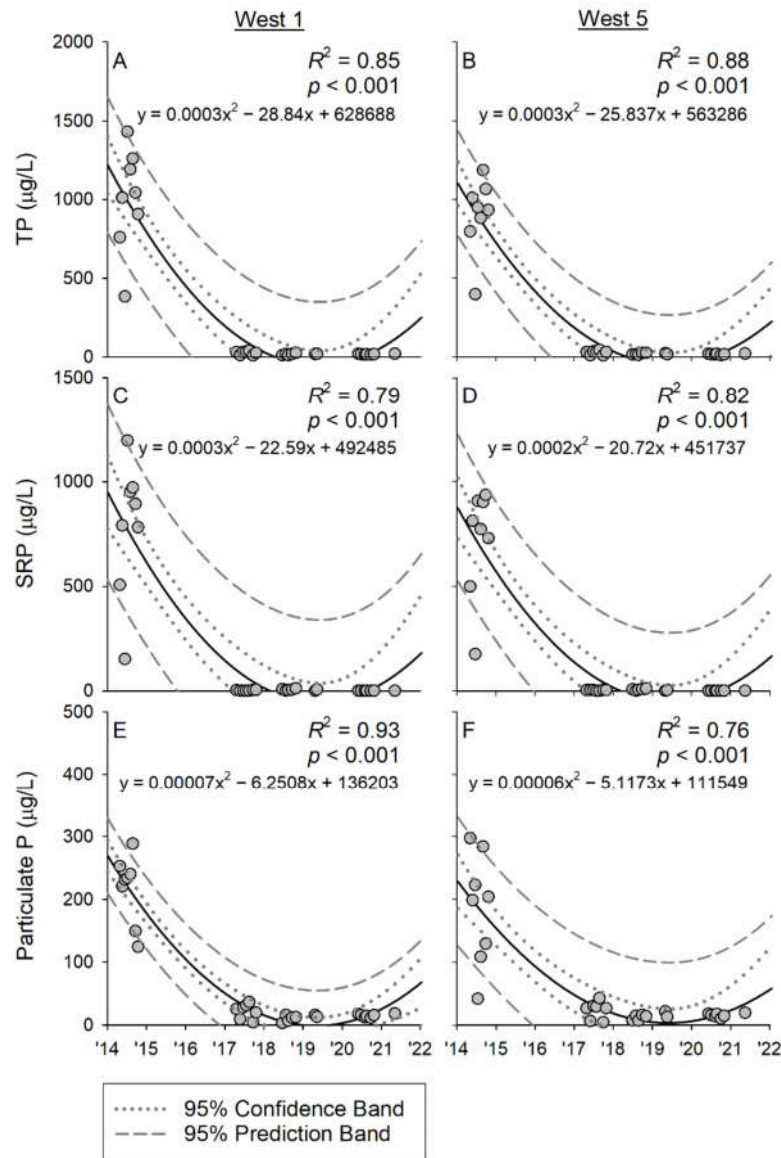 West 1
West 5
2000
1500
1000
500
0
TP (µg/L)
A
R² = 0.85
p < 0.001
y = 0.0003x² − 28.84x + 628688
B
R² = 0.88
p < 0.001
y = 0.0003x² − 25.837x + 563286
1500
1000
500
0
SRP (µg/L)
C
R² = 0.79
p < 0.001
y = 0.0003x² − 22.59x + 492485
D
R² = 0.82
p < 0.001
y = 0.0002x² − 20.72x + 451737
500
400
300
200
100
0
Particulate P (µg/L)
E
R² = 0.93
p < 0.001
y = 0.00007x² − 6.2508x + 136203
F
R² = 0.76
p < 0.001
y = 0.00006x² − 5.1173x + 111549
'14 '15 '16 '17 '18 '19 '20 '21 '22
'14 '15 '16 '17 '18 '19 '20 '21 '22
95% Confidence Band
95% Prediction Band